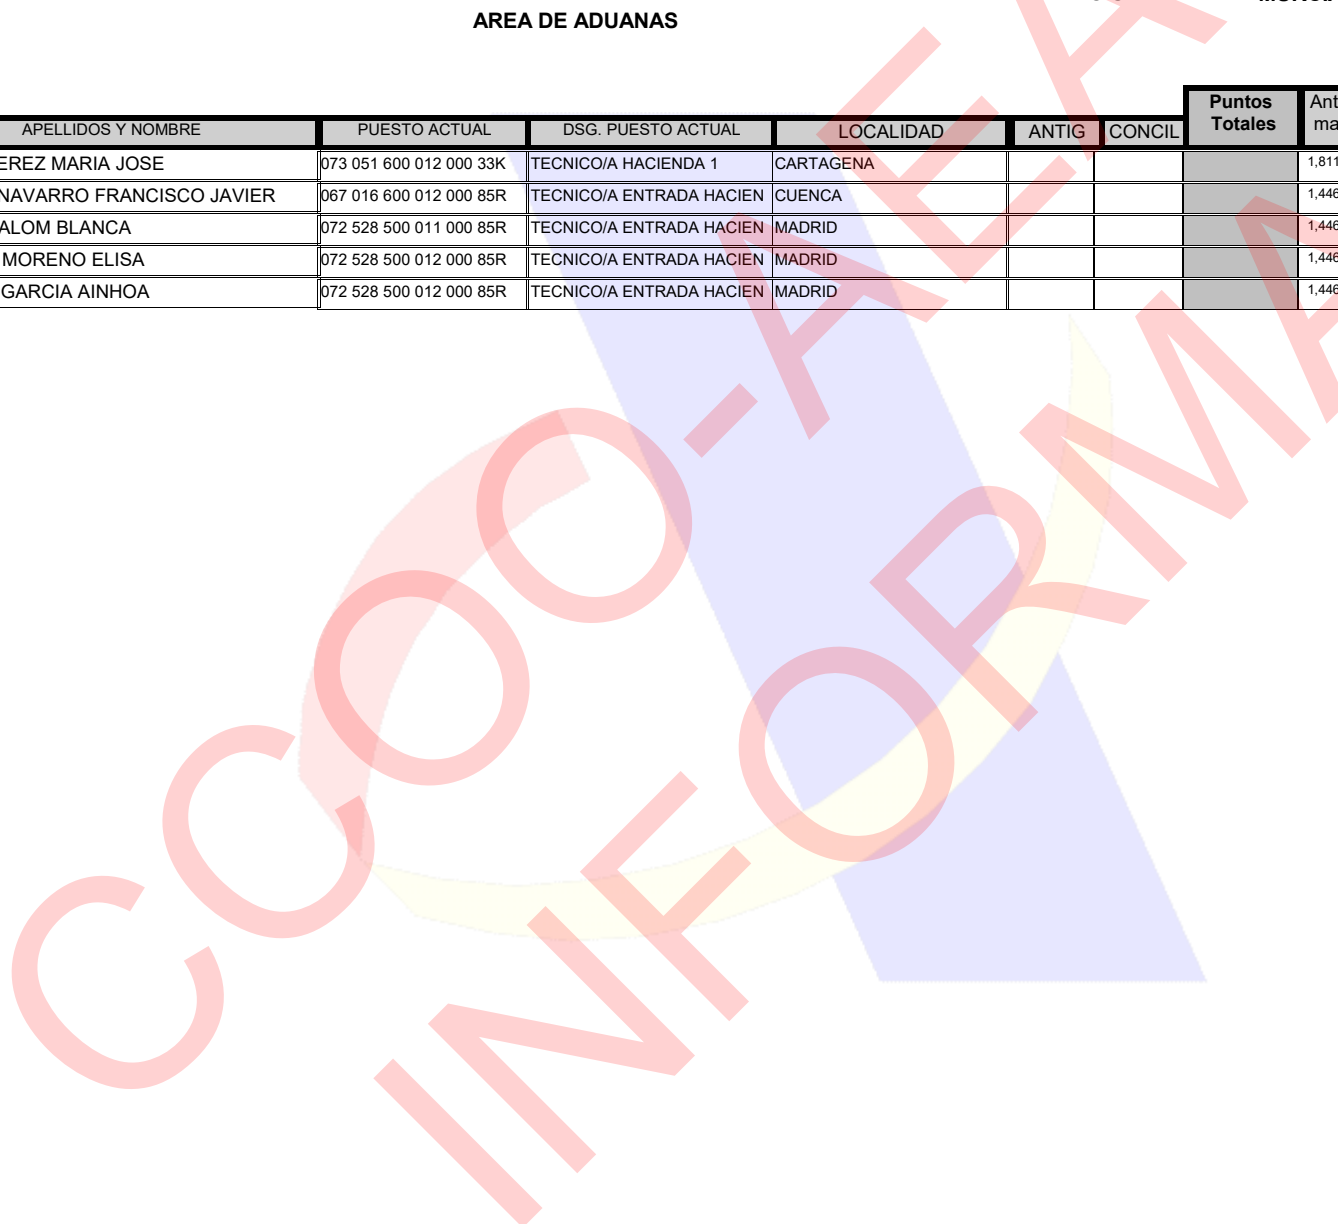 AREA DE ADUANAS
Puntos Totales
APELLIDOS Y NOMBRE PUESTO ACTUAL DSG. PUESTO ACTUAL LOCALIDAD ANTIG CONCIL
EREZ MARIA JOSE 073 051 600 012 000 33K TECNICO/A HACIENDA 1 CARTAGENA 1,811
NAVARRO FRANCISCO JAVIER 067 016 600 012 000 85R TECNICO/A ENTRADA HACIEN CUENCA 1,446
ALOM BLANCA 072 528 500 011 000 85R TECNICO/A ENTRADA HACIEN MADRID 1,446
MORENO ELISA 072 528 500 012 000 85R TECNICO/A ENTRADA HACIEN MADRID 1,446
GARCIA AINHOA 072 528 500 012 000 85R TECNICO/A ENTRADA HACIEN MADRID 1,446
CCOO-AEA
INFORMA